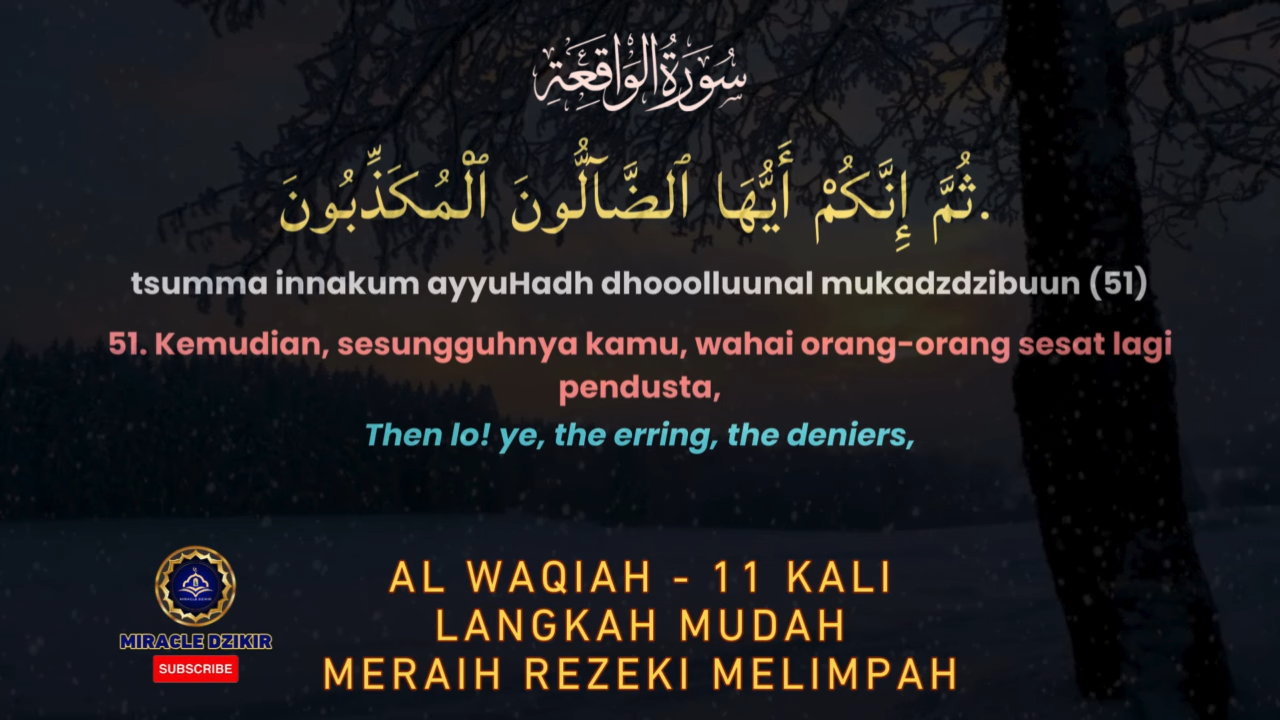 سُورَةُ الوَاقِعَةِ
ثُمَّ إِنَّكُمْ أَيُّهَا ٱلضَّآلُّونَ ٱلْمُكَذِّبُونَ.
tsumma innakum ayyuHadh dhooolluunal mukadzdzibuun (51)
51. Kemudian, sesungguhnya kamu, wahai orang-orang sesat lagi
pendusta,
Then lo! ye, the erring, the deniers,
AL WAQIAH - 11 KALI
LANGKAH MUDAH
MERAIH REZEKI MELIMPAH
MIRACLE DZIKIR
MIRACLE DZIKIR
SUBSCRIBE